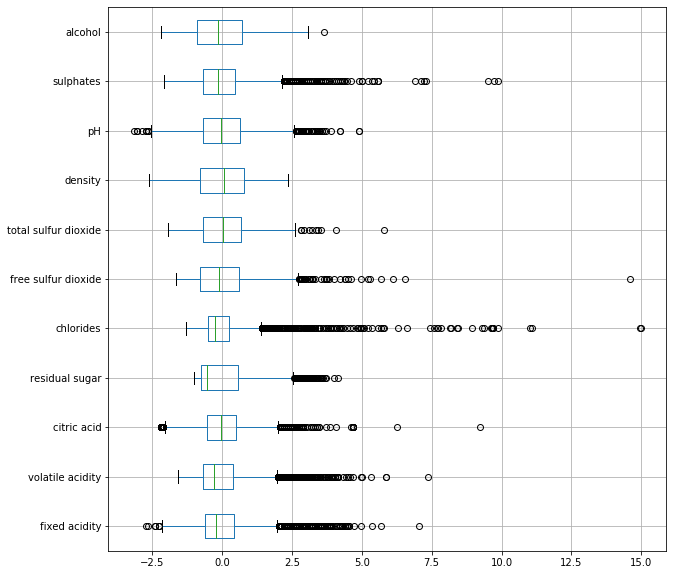 alcohol
sulphates
pH
density
total sulfur dioxide
free sulfur dioxide
chlorides
residual sugar
citric acid
volatile acidity
fixed acidity
−2.5 0.0 2.5 5.0 7.5 10.0 12.5 15.0